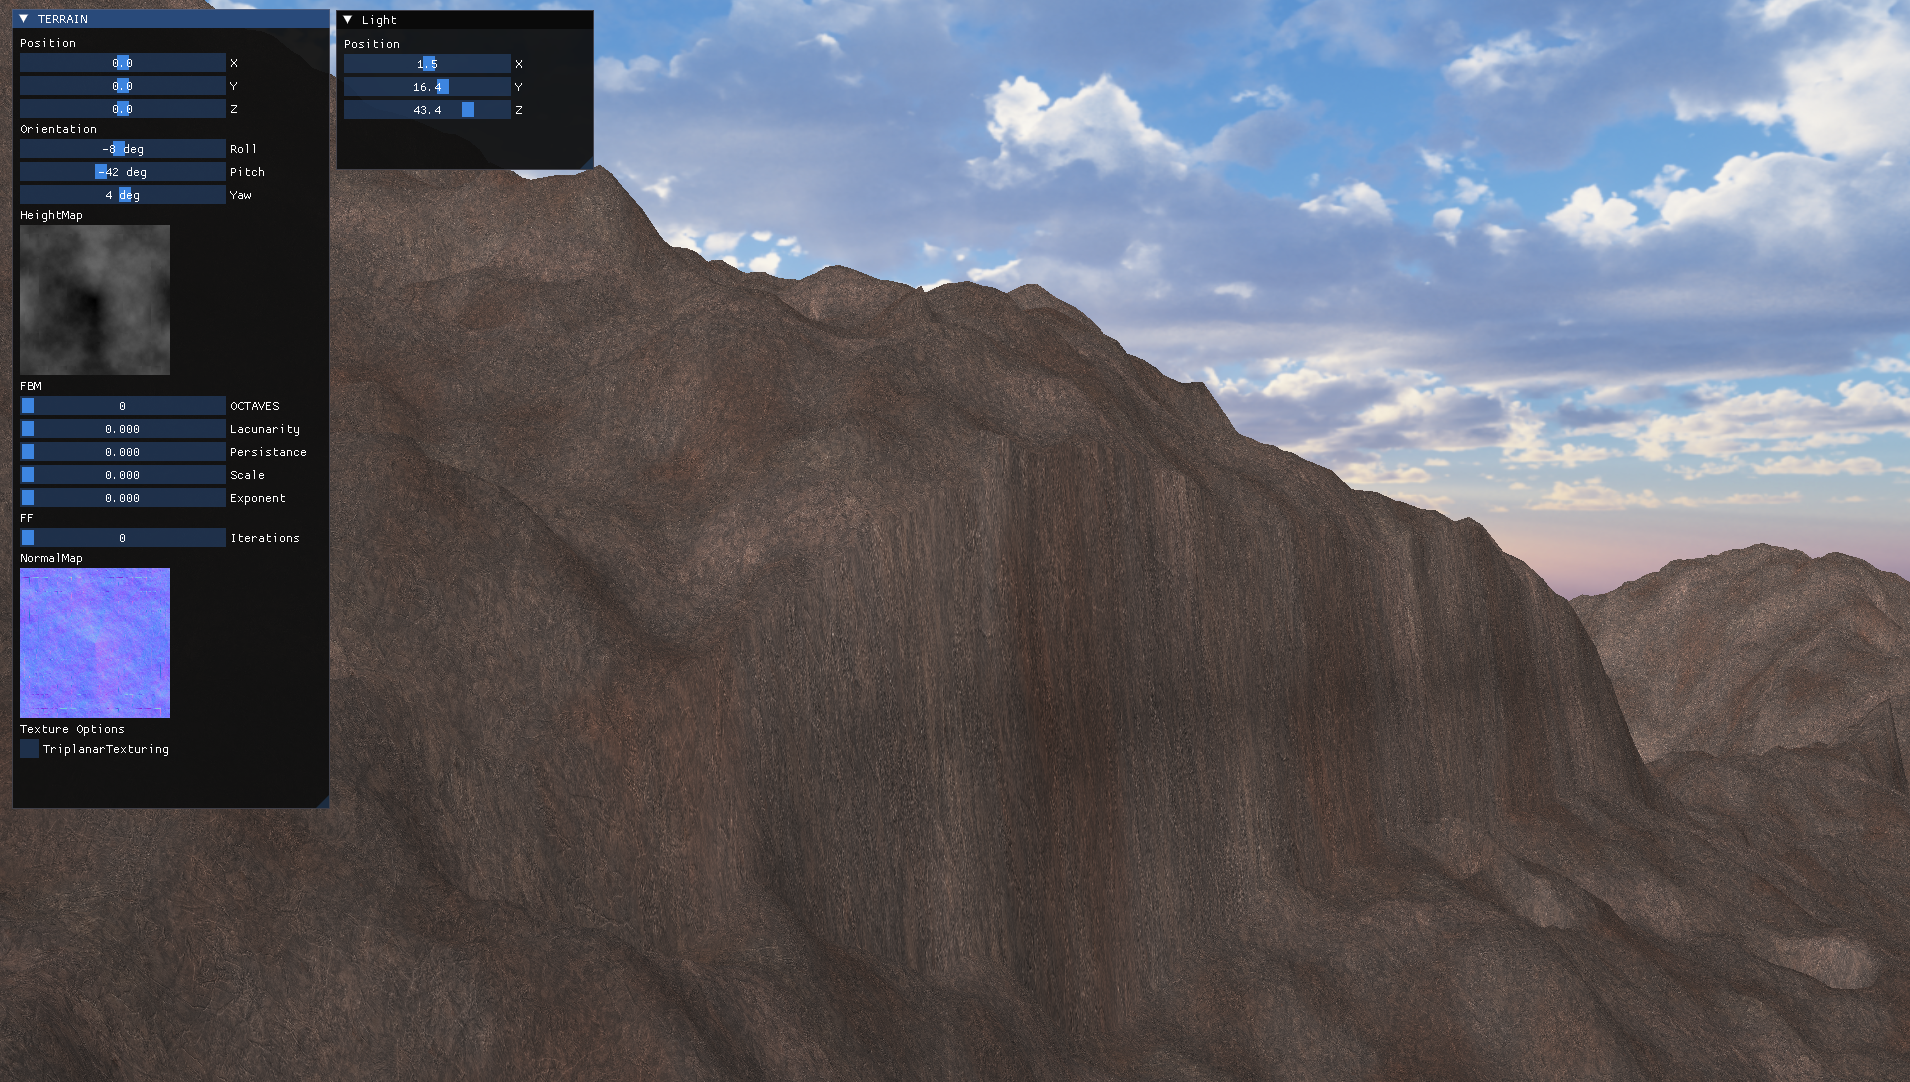 TERRAIN
Position
0.0 X
0.0 Y
0.0 Z
Orientation
-8 deg Roll
-42 deg Pitch
4 deg Yaw
HeightMap
FBM
0 OCTAVES
0.000 Lacunarity
0.000 Persistance
0.000 Scale
0.000 Exponent
FF
0 Iterations
NormalMap
Texture Options
TriplanarTexturing
Light
Position
1.5 X
16.4 Y
43.4 Z